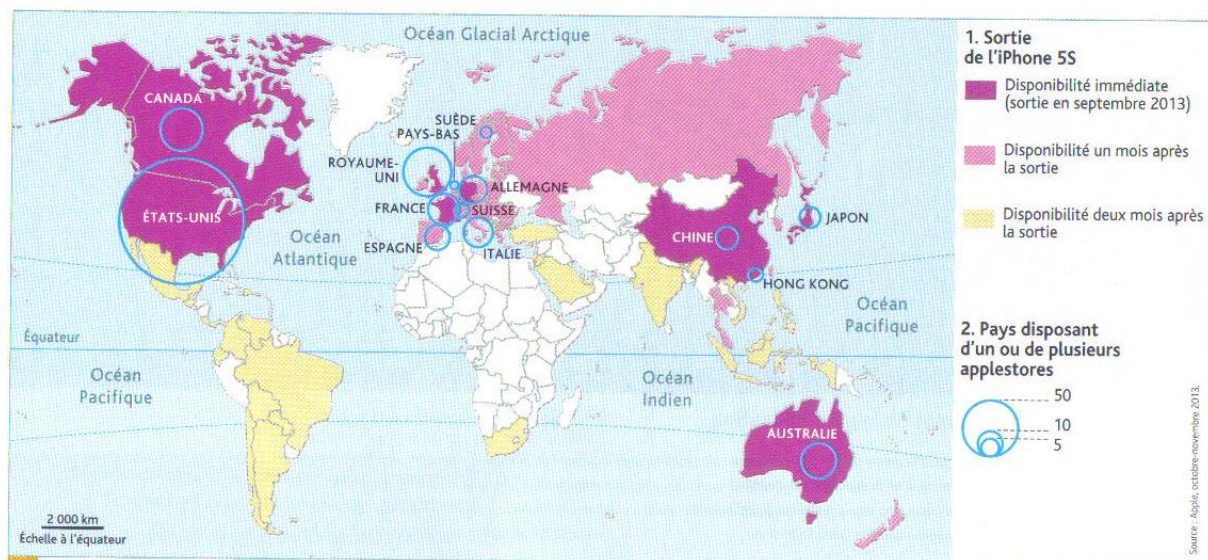 Océan Glacial Arctique
CANADA
SUÈDE
PAYS-BAS
ROYAUME-
UNI
ALLEMAGNE
FRANCE
SUISSE
ÉTATS-UNIS
JAPON
CHINE
Océan
Atlantique
ESPAGNE
ITALIE
HONG KONG
Océan
Pacifique
Équateur
Océan
Pacifique
Océan
Indien
AUSTRALIE
2 000 km
Échelle à l'équateur
1. Sortie
de l'iPhone 5S
Disponibilité immédiate
(sortie en septembre 2013)
Disponibilité un mois après
la sortie
Disponibilité deux mois après
la sortie
2. Pays disposant
d'un ou de plusieurs
applestores
50
10
5
Source : Apple, octobre-novembre 2013.